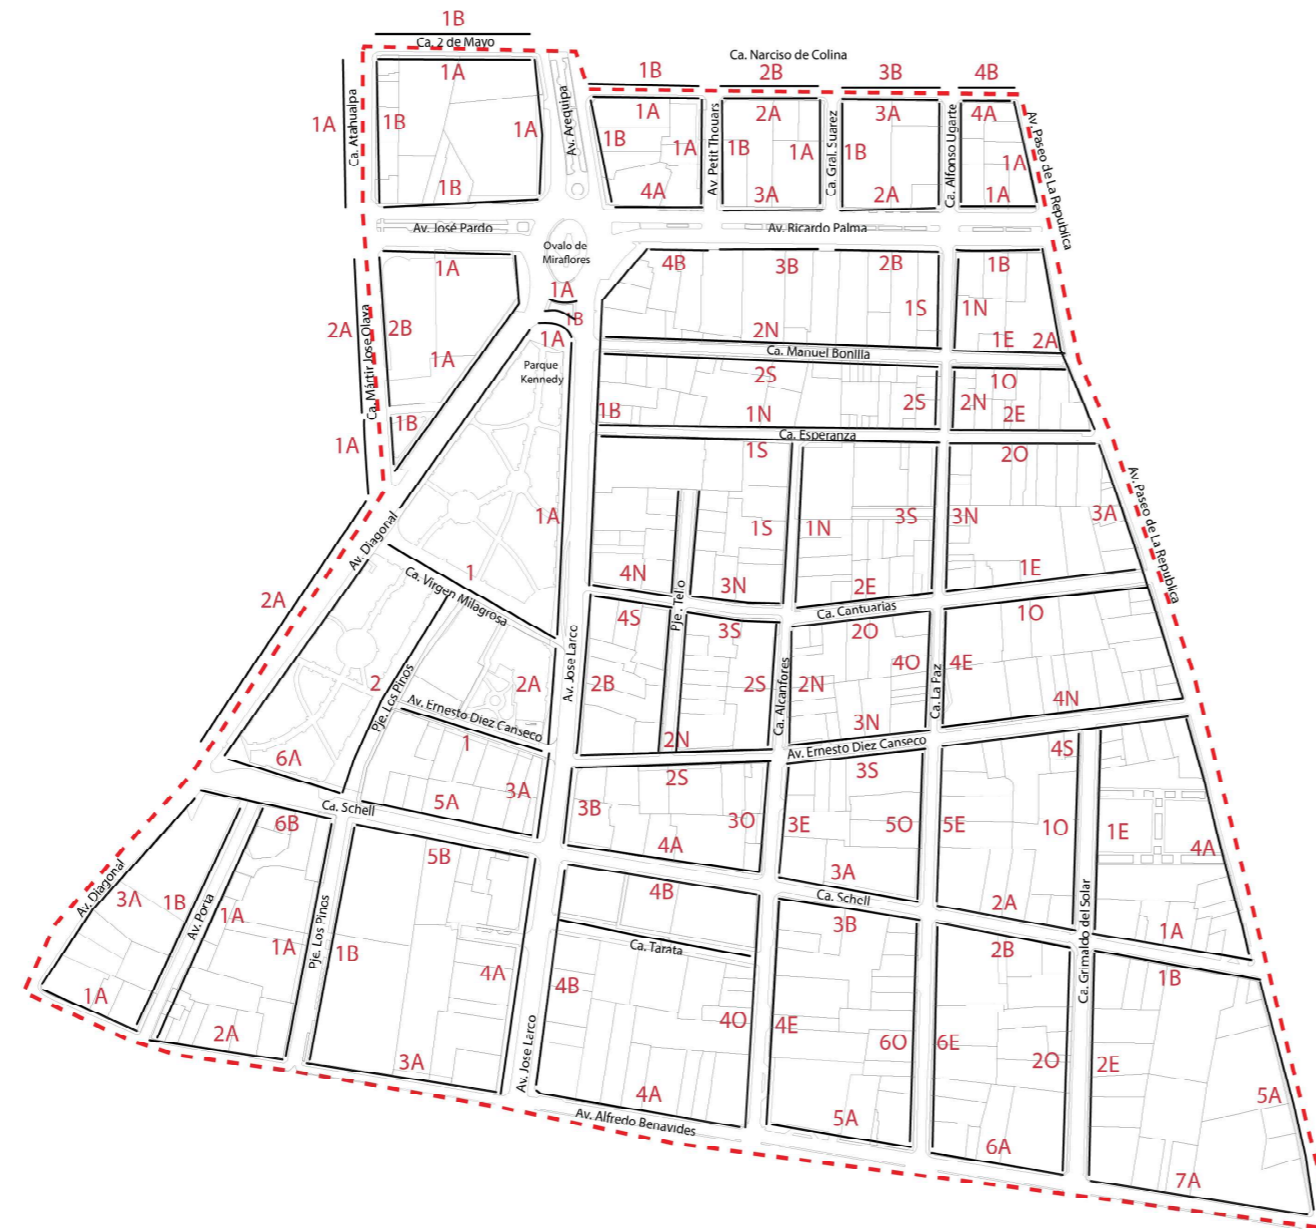 1B
Ca. 2 de Mayo
Ca. Narciso de Colina
1B
2B
3B
4B
1A
1A
2A
3A
4A
1A
Ca. Atahualpa
1B
1A
Av. Arequipa
1B
1A
Av. Petit Thouars
1B
1A
Ca. Gral. Suarez
1B
Ca. Alfonso Ugarte
1A
Av. Paseo de La Republica
1B
4A
3A
2A
1A
Av. José Pardo
Av. Ricardo Palma
Ovalo de
Miraflores
1A
4B
3B
2B
1B
1A
1B
1A
2A
Ca. Mártir Jose Olaya
2B
1A
1S
1N
2N
1E
2A
Ca. Manuel Bonilla
Parque
Kennedy
2S
1O
1B
1N
2S
2N
2E
1B
1A
Ca. Esperanza
1S
2O
Av. Paseo de La Republica
1A
1S
1N
3S
3N
3A
Av. Diagonal
Ca. Virgen Milagrosa
1
4N
3N
2E
1E
2A
Pje. Tello
Ca. Cantuarias
4S
3S
2O
1O
Av. Jose Larco
2
Pje. Los Pinos
2A
2B
2S
Ca. Alcanfores
2N
4O
Ca. La Paz
4E
4N
Av. Ernesto Diez Canseco
1
2N
3N
Av. Ernesto Diez Canseco
6A
5A
3A
2S
3S
4S
3B
3O
3E
5O
5E
1O
1E
4A
Ca. Schell
4A
3A
2A
1A
6B
5B
4B
Ca. Schell
3B
2B
1B
Av. Diagonal
3A
1B
Av. Porta
1A
1A
Pje. Los Pinos
1B
4A
Ca. Tarata
4B
4O
4E
6O
6E
2O
Ca. Grimaldo del Solar
2E
5A
1A
2A
3A
Av. Jose Larco
4A
5A
6A
7A
Av. Alfredo Benavides